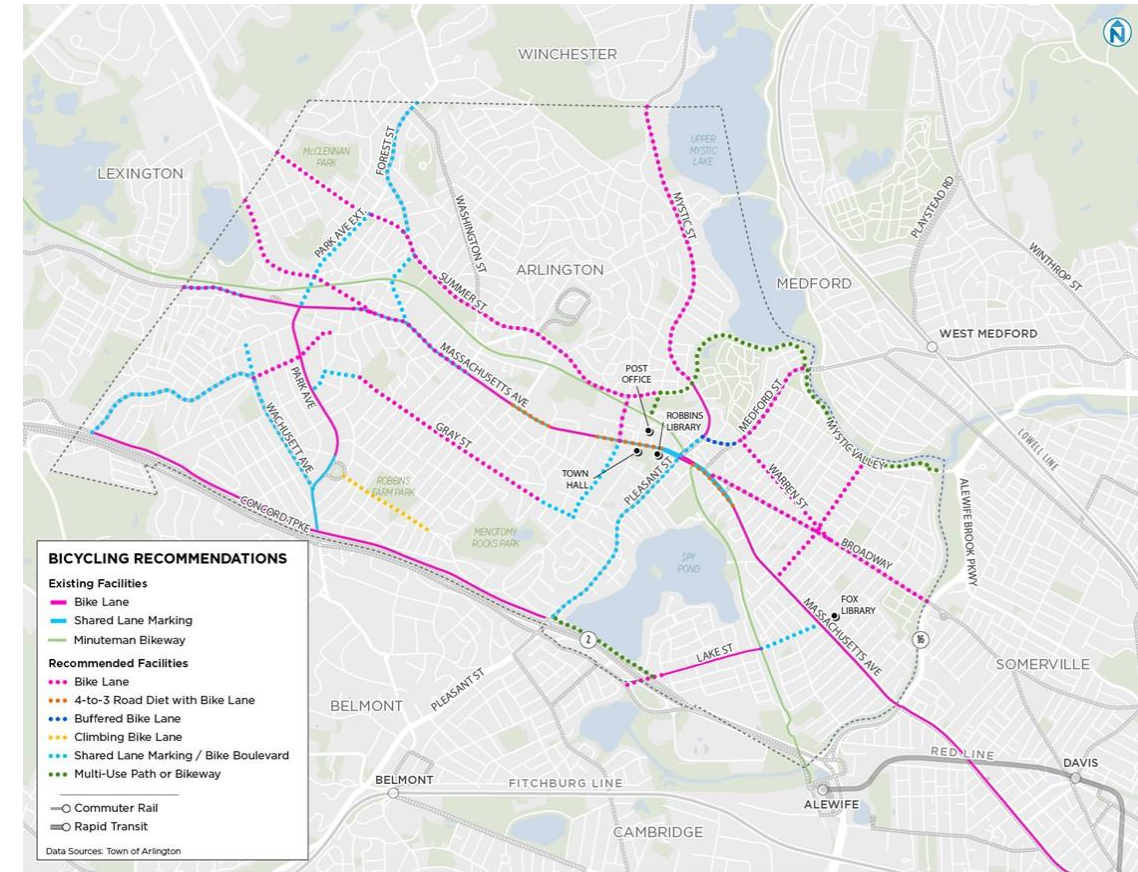 WINCHESTER
N
LEXINGTON
McCLENNAN
PARK
FOREST ST
UPPER
MYSTIC
LAKE
PLAYSTEAD RD
WASHINGTON ST
MYSTIC ST
PARK AVE EXT.
WINTHROP ST
ARLINGTON
MEDFORD
SUMMER ST
WEST MEDFORD
MASSACHUSETTS AVE
POST
OFFICE
PARK AVE
ROBBINS
LIBRARY
MEDFORD ST
WACHUSETT AVE
GRAY ST
MYSTIC VALLEY
LOWELL LINE
TOWN
HALL
PLEASANT ST
WARREN ST
ROBBINS
FARM PARK
CONCORD TPKE
MENOTOMY
ROCKS PARK
ALEWIFE BROOK PKWY
SPY
POND
BROADWAY
FOX
LIBRARY
MASSACHUSETTS AVE
2
16
LAKE ST
SOMERVILLE
BELMONT
PLEASANT ST
RED LINE
DAVIS
BELMONT
FITCHBURG LINE
ALEWIFE
CAMBRIDGE
BICYCLING RECOMMENDATIONS
Existing Facilities
Bike Lane
Shared Lane Marking
Minuteman Bikeway
Recommended Facilities
Bike Lane
4-to-3 Road Diet with Bike Lane
Buffered Bike Lane
Climbing Bike Lane
Shared Lane Marking / Bike Boulevard
Multi-Use Path or Bikeway
Commuter Rail
Rapid Transit
Data Sources: Town of Arlington